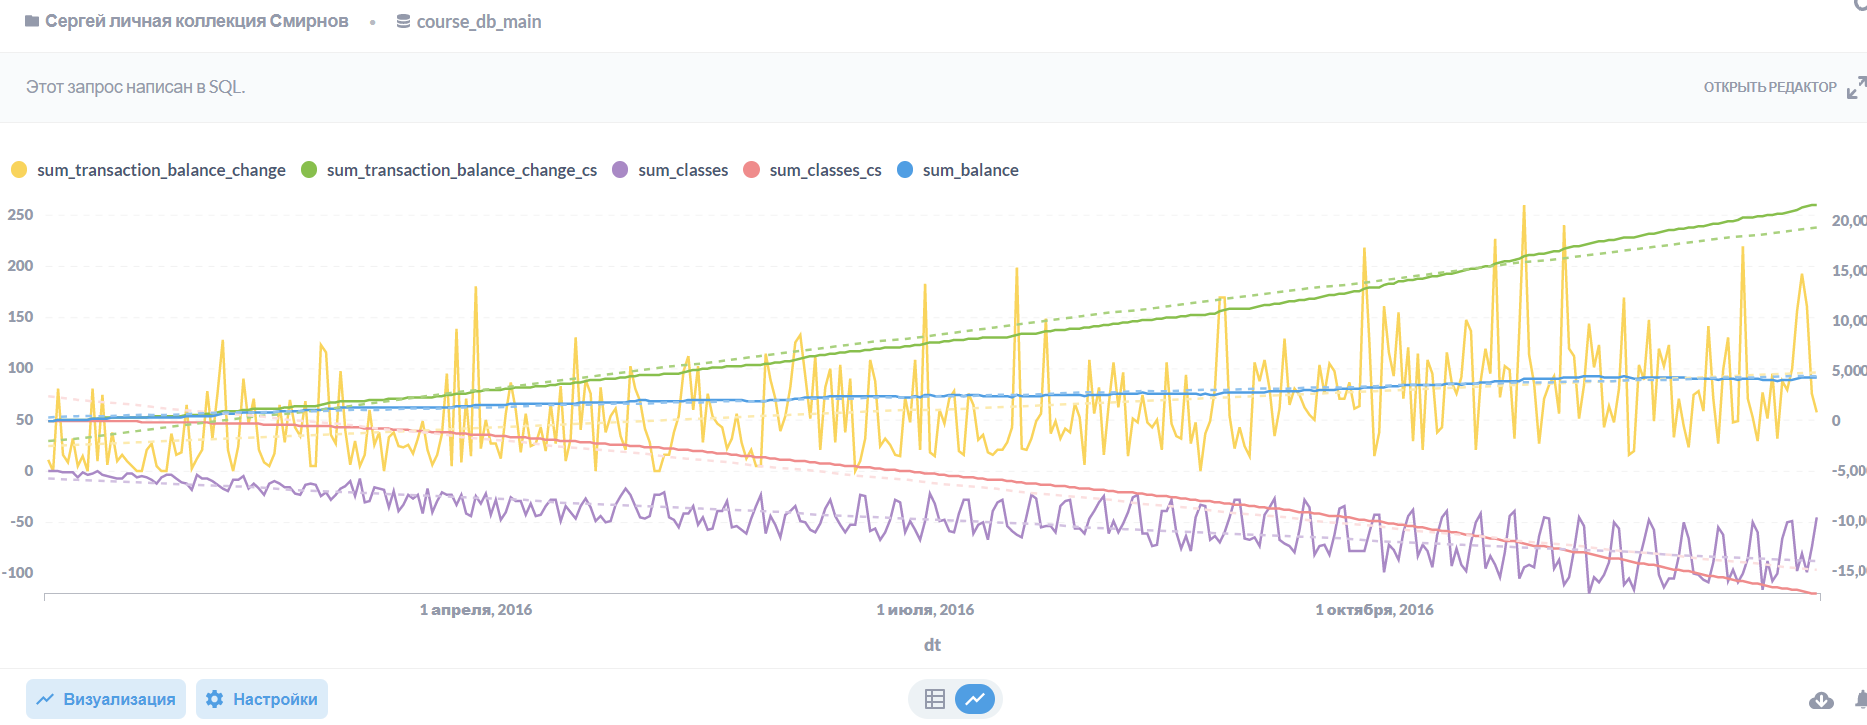 Сергей личная коллекция Смирнов • course_db_main
Этот запрос написан в SQL.
ОТКРЫТЬ РЕДАКТОР
sum_transaction_balance_change sum_transaction_balance_change_cs sum_classes sum_classes_cs sum_balance
250
200
150
100
50
0
-50
-100
20,00
15,00
10,00
5,000
0
-5,000
-10,00
-15,00
1 апреля, 2016
1 июля, 2016
1 октября, 2016
dt
Визуализация
Настройки